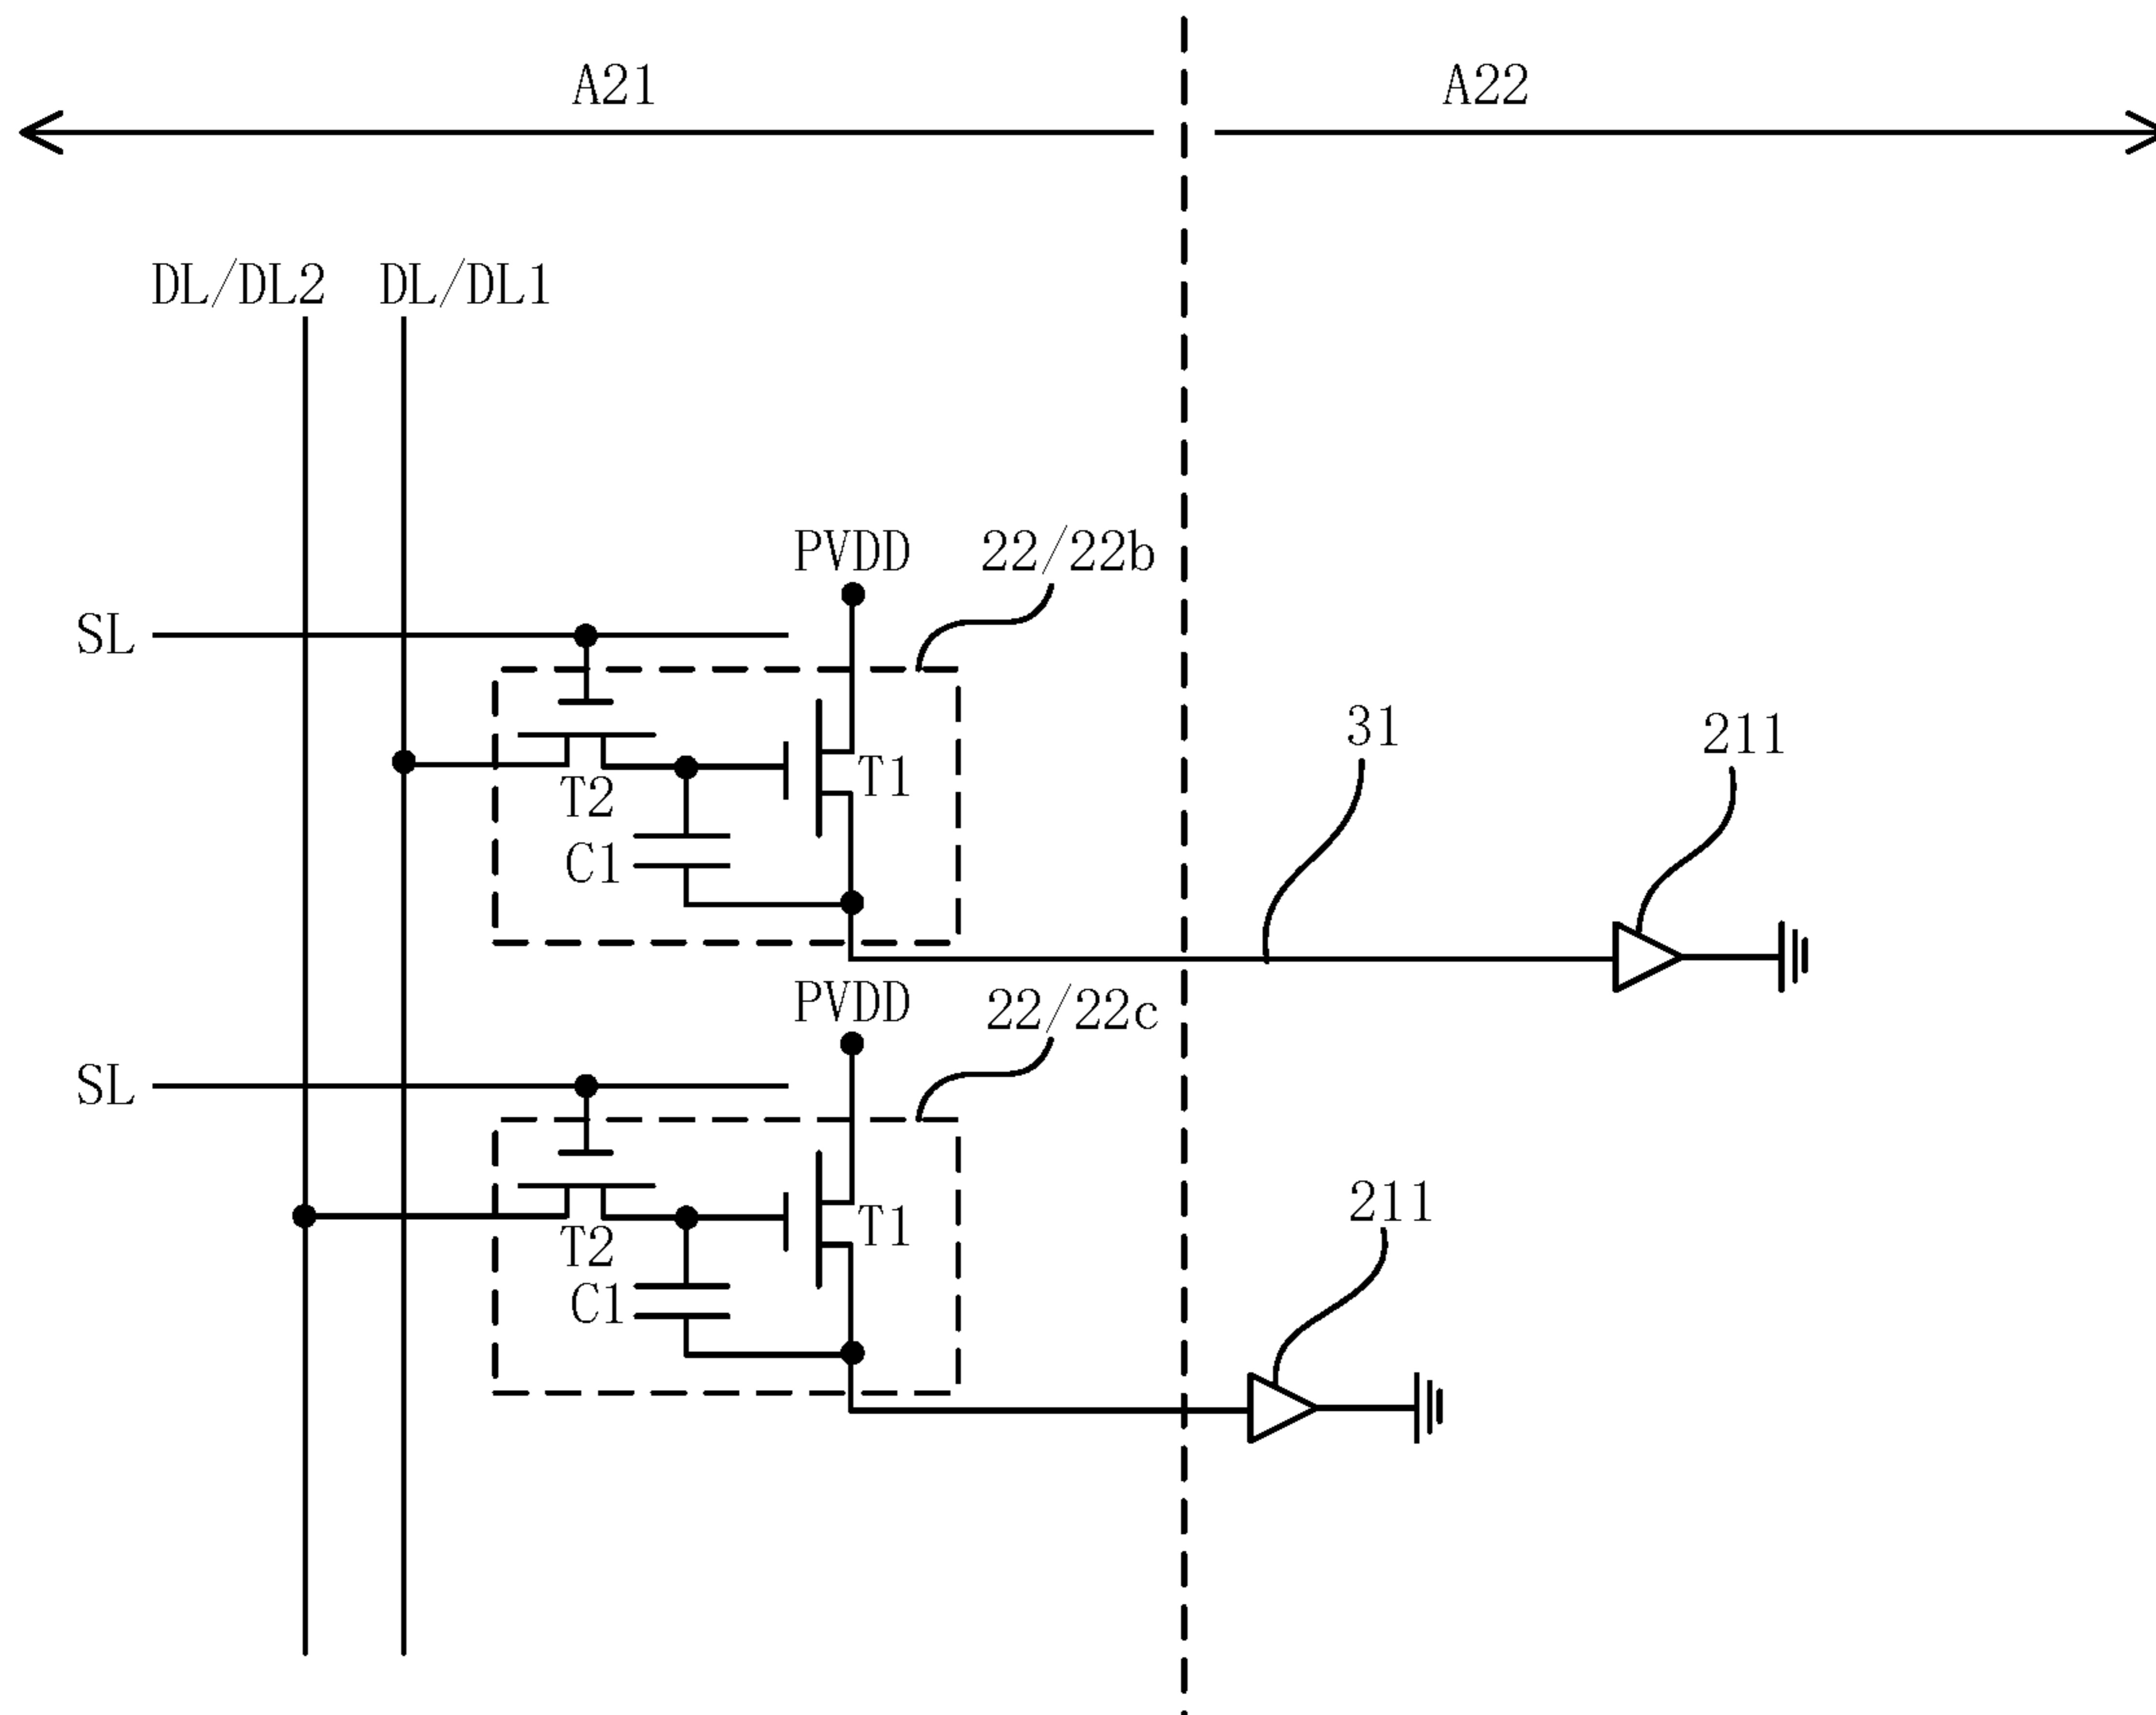 A21
A22
DL/DL2
DL/DL1
PVDD
22/22b
SL
31
211
T1
T2
C1
PVDD
22/22c
SL
211
T1
T2
C1